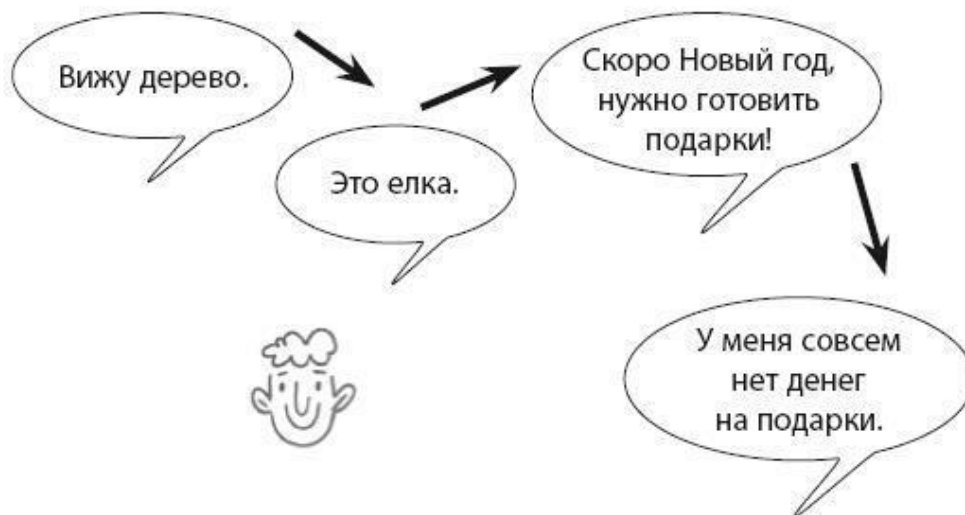 Вижу дерево.
Это елка.
Скоро Новый год,
нужно готовить
подарки!
У меня совсем
нет денег
на подарки.